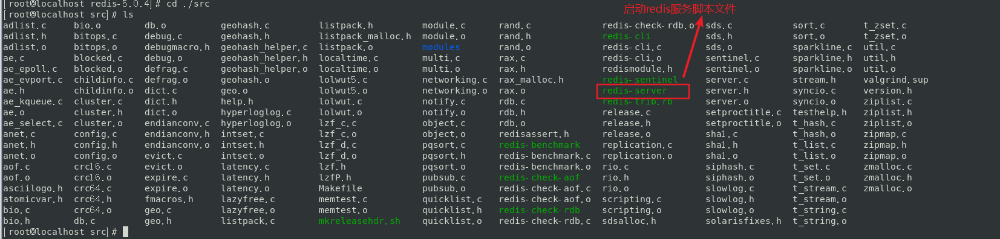 [root@localhost redis-5.0.4]# cd ./src
启动redis服务脚本文件
[root@localhost src]# ls
adlist.c bio.o db.o geohash.c listpack.h module.c rand.c redis-check-rdb.o sds.c sort.c t_zset.c
adlist.h bitops.c debug.c geohash.h listpack_malloc.h module.o rand.h redis-cli sds.h sort.o t_zset.o
adlist.o bitops.o debugmacro.h geohash_helper.c listpack.o modules rand.o redis-cli.c sds.o sparkline.c util.c
ae.c blocked.c debug.o geohash_helper.h localtime.c multi.c rax.c redis-cli.o sentinel.c sparkline.h util.h
ae_epoll.c blocked.o defrag.c geohash_helper.o localtime.o multi.o rax.h redismodule.h sentinel.o sparkline.o util.o
ae_evport.c childinfo.c defrag.o geohash.o lolwut5.c networking.c rax_malloc.h redis-sentinel server.c stream.h valgrind.sup
ae.h childinfo.o dict.c geo.o lolwut5.o networking.o rax.o redis-server server.h syncio.c version.h
ae_kqueue.c cluster.c dict.h help.h lolwut.c notify.c rdb.c redis-trib.rb server.o syncio.o ziplist.c
ae.o cluster.h dict.o hyperloglog.c lolwut.o notify.o rdb.h release.c setproctitle.c testhelp.h ziplist.h
ae_select.c cluster.o endianconv.c hyperloglog.o lzf_c.c object.c rdb.o release.h setproctitle.o t_hash.c ziplist.o
anet.c config.c endianconv.h intset.c lzf_c.o object.o redisassert.h release.o sha1.c t_hash.o zipmap.c
anet.h config.h endianconv.o intset.h lzf_d.c pqsort.c redis-benchmark replication.c sha1.h t_list.c zipmap.h
anet.o config.o evict.c intset.o lzf_d.o pqsort.h redis-benchmark.c replication.o sha1.o t_list.o zipmap.o
aof.c crc16.c evict.o latency.c lzf.h pqsort.o redis-benchmark.o rio.c siphash.c t_set.c zmalloc.c
aof.o crc16.o expire.c latency.h lzfP.h pubsub.c redis-check-aof rio.h siphash.o t_set.o zmalloc.h
asciilogo.h crc64.c expire.o latency.o Makefile pubsub.o redis-check-aof.c rio.o slowlog.c t_stream.c zmalloc.o
atomicvar.h crc64.h fmacros.h lazyfree.c memtest.c quicklist.c redis-check-aof.o scripting.c slowlog.h t_stream.o
bio.c crc64.o geo.c lazyfree.o memtest.o quicklist.h redis-check-rdb scripting.o slowlog.o t_string.c
bio.h db.c geo.h listpack.c mkreleasehdr.sh quicklist.o redis-check-rdb.c sdsalloc.h solarisfixes.h t_string.o
[root@localhost src]#